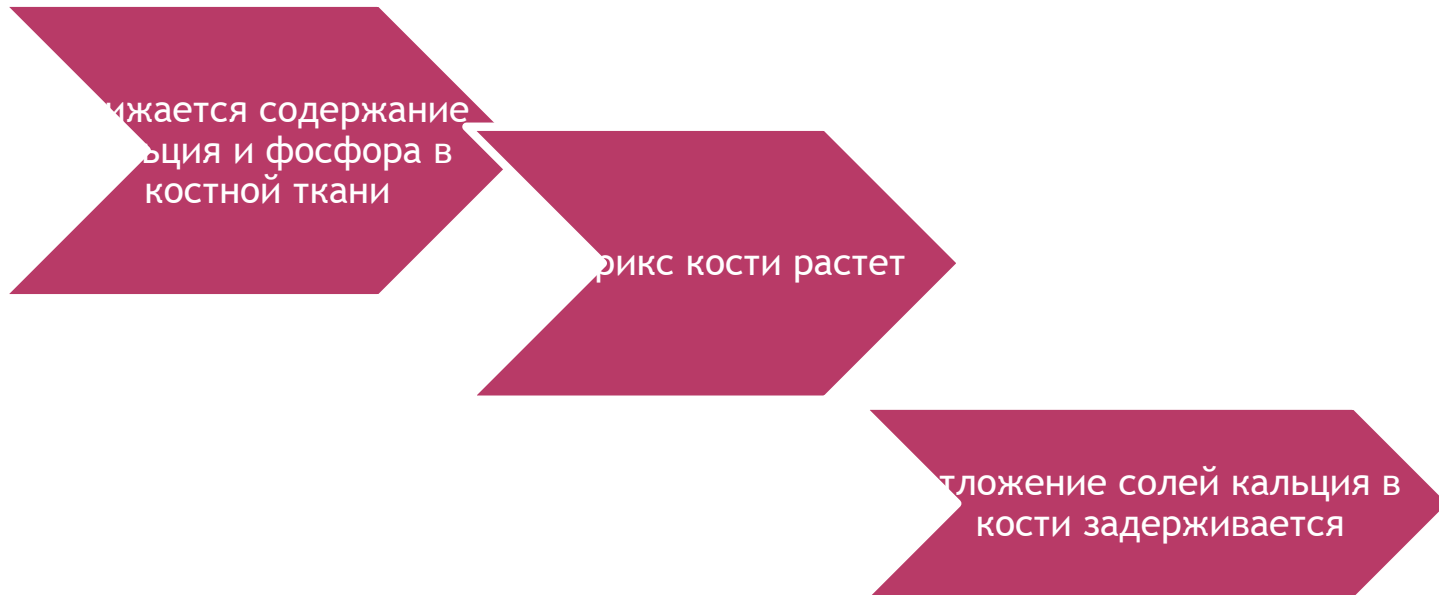 содержание
и фосфора в
костной ткани
кости растет
солей кальция в
кости задерживается